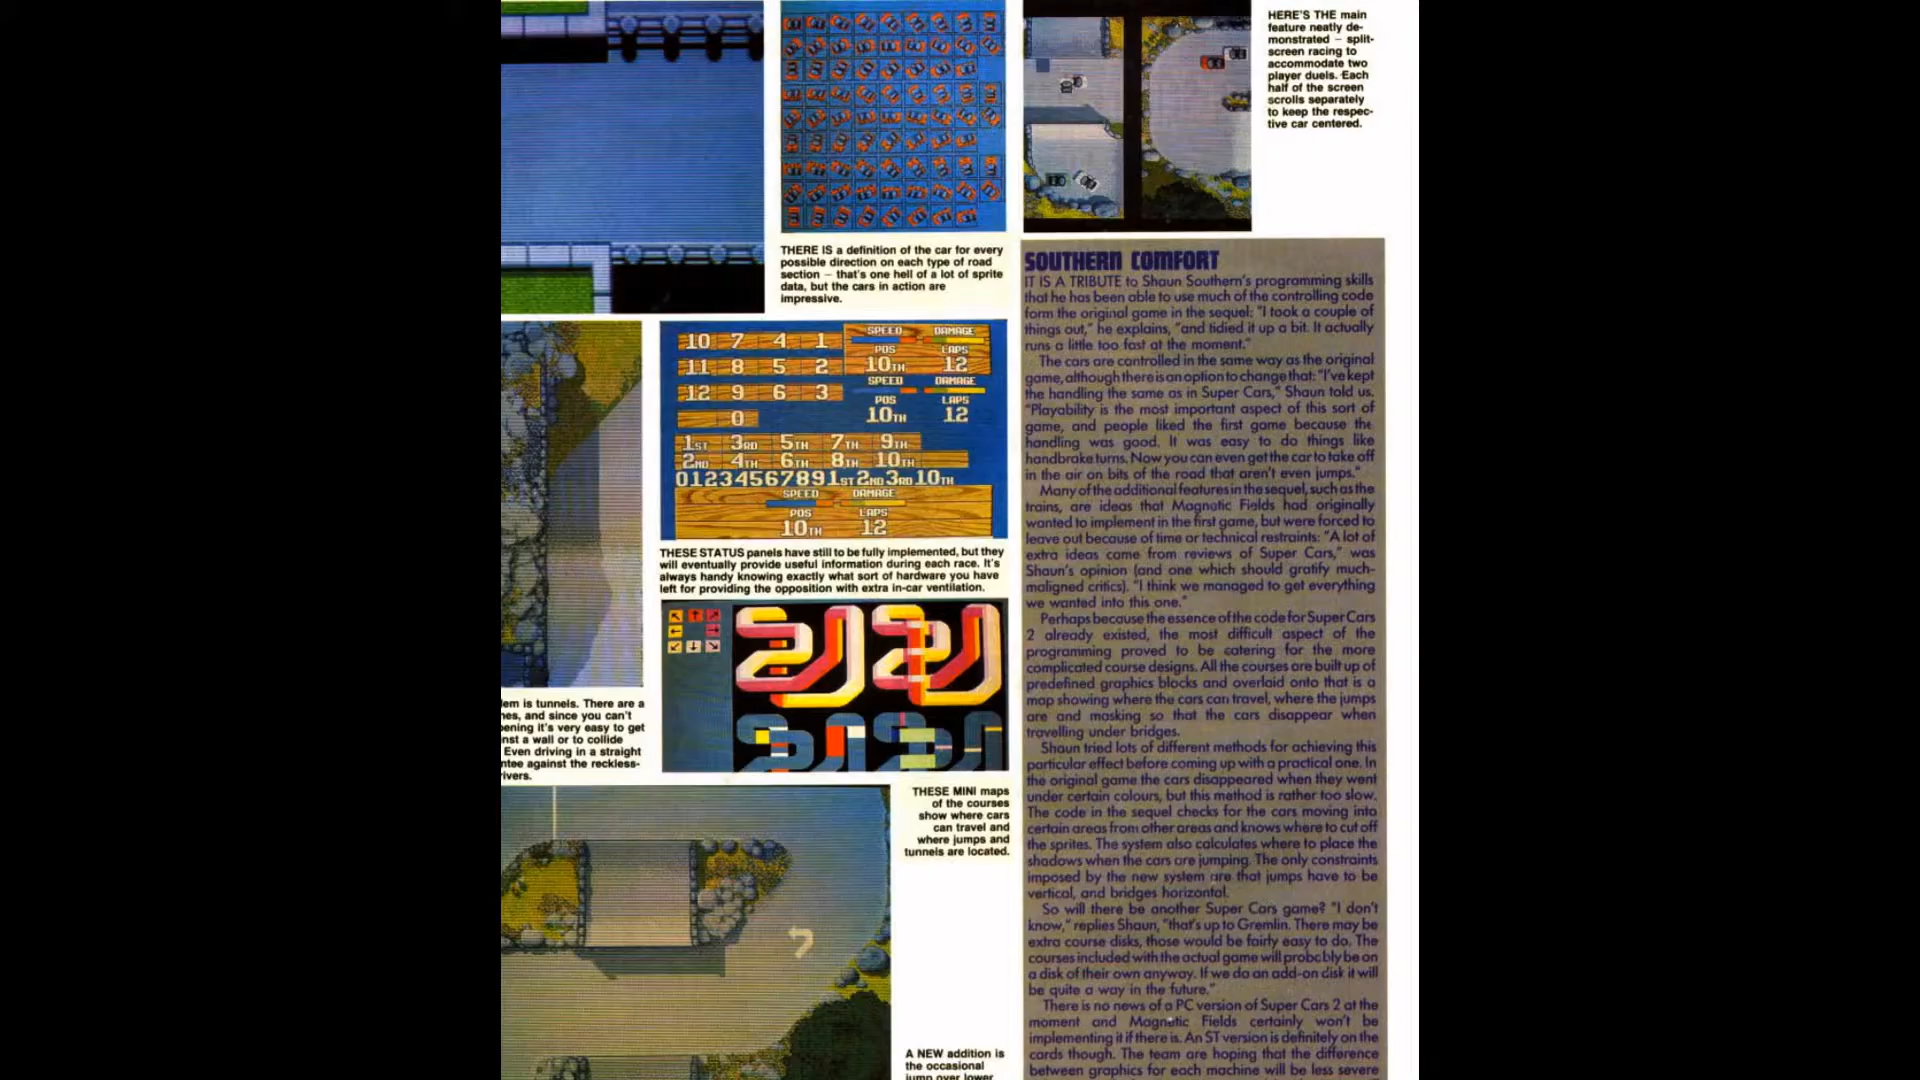 HERE'S THE main
feature neatly de-
monstrated – split-
screen racing to
accommodate two
player duels. Each
half of the screen
scrolls separately
to keep the respec-
tive car centered.
THERE IS a definition of the car for every
possible direction on each type of road
section – that's one hell of a lot of sprite
data, but the cars in action are
impressive.
10 7 4 1
11 8 5 2
12 9 6 3
0
SPEED DAMAGE
POS LAPS
10TH 12
SPEED DAMAGE
POS LAPS
10TH 12
1ST 3RD 5TH 7TH 9TH
2ND 4TH 6TH 8TH 10TH
0123456789 1ST 2ND 3RD 10TH
SPEED DAMAGE
POS LAPS
10TH 12
THESE STATUS panels have still to be fully implemented, but they
will eventually provide useful information during each race. It's
always handy knowing exactly what sort of hardware you have
left for providing the opposition with extra in-car ventilation.
lem is tunnels. There are a
nes, and since you can't
pening it's very easy to get
nst a wall or to collide
Even driving in a straight
ntee against the reckless-
rivers.
THESE MINI maps
of the courses
show where cars
can travel and
where jumps and
tunnels are located.
A NEW addition is
the occasional
jump over lower
SOUTHERN COMFORT
IT IS A TRIBUTE to Shaun Southern's programming skills
that he has been able to use much of the controlling code
form the original game in the sequel: "I took a couple of
things out," he explains, "and tidied it up a bit. It actually
runs a little too fast at the moment."
The cars are controlled in the same way as the original
game, although there is an option to change that: "I've kept
the handling the same as in Super Cars," Shaun told us.
"Playability is the most important aspect of this sort of
game, and people liked the first game because the
handling was good. It was easy to do things like
handbrake turns. Now you can even get the car to take off
in the air on bits of the road that aren't even jumps."
Many of the additional features in the sequel, such as the
trains, are ideas that Magnetic Fields had originally
wanted to implement in the first game, but were forced to
leave out because of time or technical restraints: "A lot of
extra ideas came from reviews of Super Cars," was
Shaun's opinion (and one which should gratify much-
maligned critics). "I think we managed to get everything
we wanted into this one."
Perhaps because the essence of the code for Super Cars
2 already existed, the most difficult aspect of the
programming proved to be catering for the more
complicated course designs. All the courses are built up of
predefined graphics blocks and overlaid onto that is a
map showing where the cars can travel, where the jumps
are and masking so that the cars disappear when
travelling under bridges.
Shaun tried lots of different methods for achieving this
particular effect before coming up with a practical one. In
the original game the cars disappeared when they went
under certain colours, but this method is rather too slow.
The code in the sequel checks for the cars moving into
certain areas from other areas and knows where to cut off
the sprites. The system also calculates where to place the
shadows when the cars are jumping. The only constraints
imposed by the new system are that jumps have to be
vertical, and bridges horizontal.
So will there be another Super Cars game? "I don't
know," replies Shaun, "that's up to Gremlin. There may be
extra course disks, those would be fairly easy to do. The
courses included with the actual game will probably be on
a disk of their own anyway. If we do an add-on disk it will
be quite a way in the future."
There is no news of a PC version of Super Cars 2 at the
moment and Magnetic Fields certainly won't be
implementing it if there is. An ST version is definitely on the
cards though. The team are hoping that the difference
between graphics for each machine will be less severe